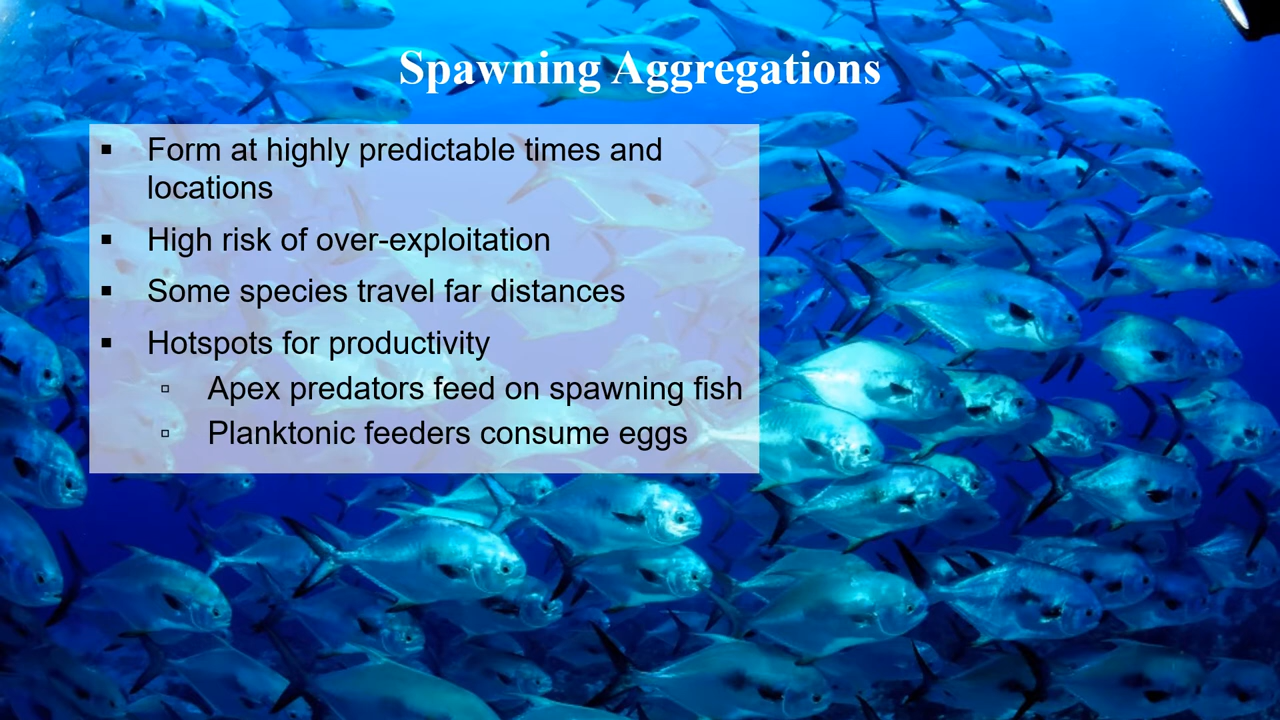 Spawning Aggregations
▪ Form at highly predictable times and
locations
▪ High risk of over-exploitation
▪ Some species travel far distances
▪ Hotspots for productivity
▫ Apex predators feed on spawning fish
▫ Planktonic feeders consume eggs